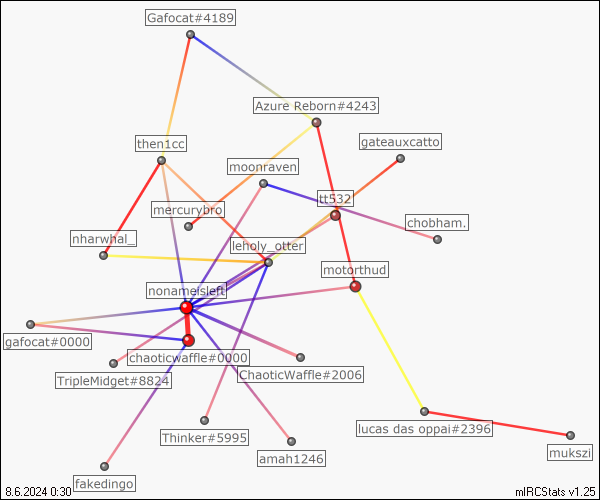 Gafocat#4189
Azure Reborn#4243
then1cc
gateauxcatto
moonraven
tt532
mercurybro
chobham.
nharwhal_
leholy_otter
motorthud
nonameisleft
gafocat#0000
chaoticwaffle#0000
TripleMidget#8824
ChaoticWaffle#2006
Thinker#5995
lucas das oppai#2396
amah1246
mukszi
fakedingo
8.6.2024 0:30
mIRCStats v1.25